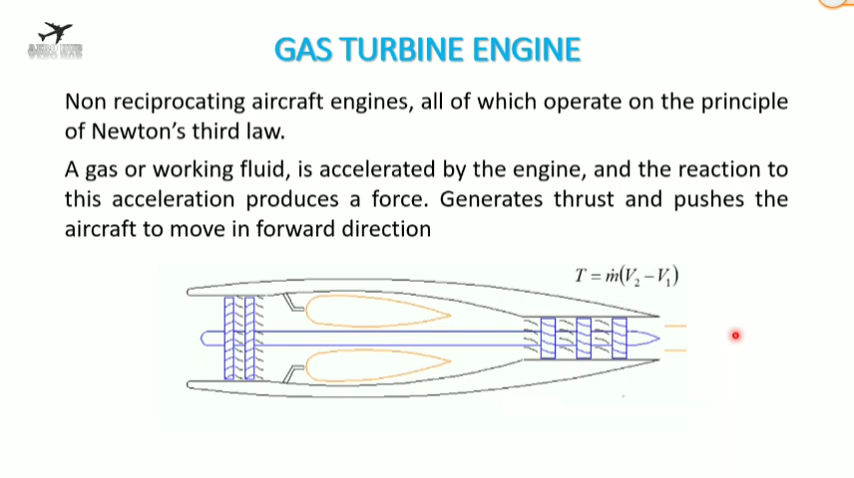 AERO HUB
GAS TURBINE ENGINE
Non reciprocating aircraft engines, all of which operate on the principle
of Newton's third law.
A gas or working fluid, is accelerated by the engine, and the reaction to
this acceleration produces a force. Generates thrust and pushes the
aircraft to move in forward direction
T = ṁ(V₂ – V₁)